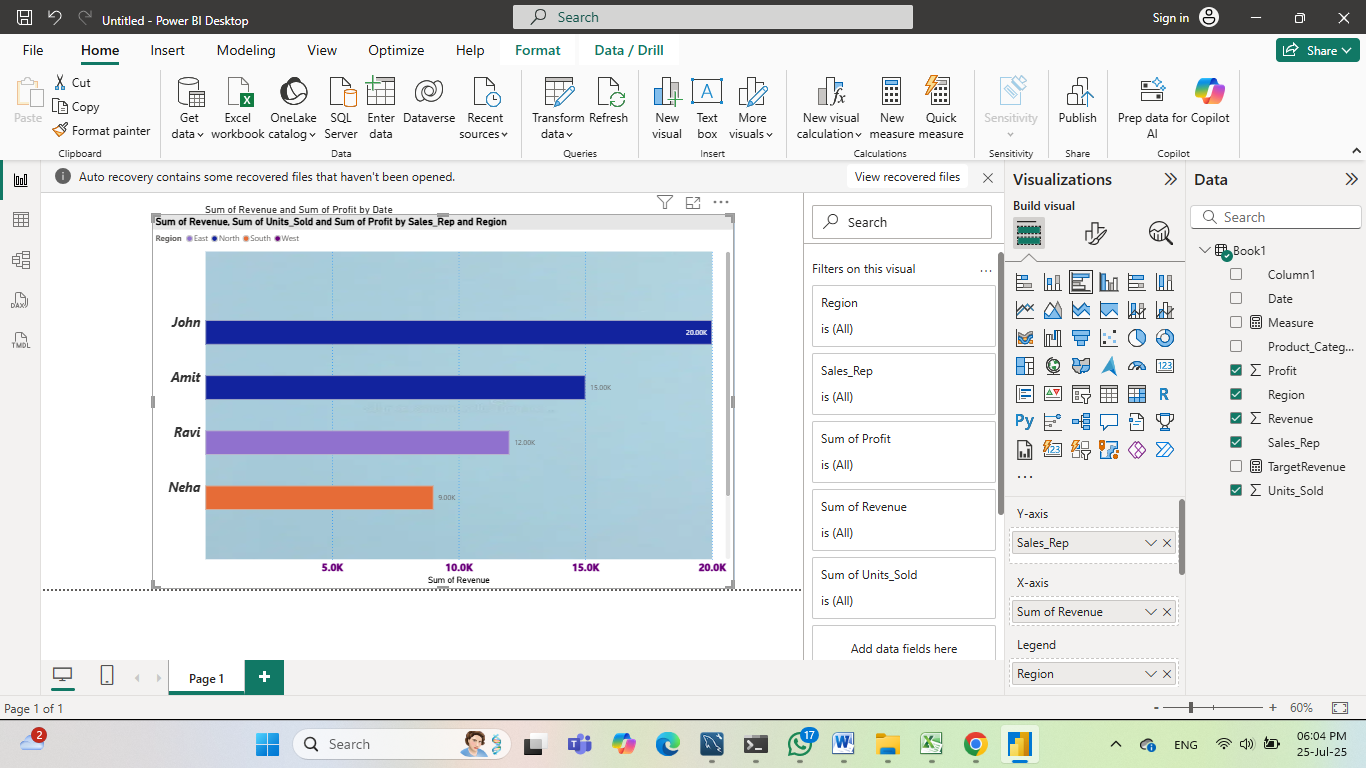 Untitled - Power BI Desktop
Search
Sign in
File
Home
Insert
Modeling
View
Optimize
Help
Format
Data / Drill
Share
Paste
Cut
Copy
Format painter
Clipboard
Get data
Excel workbook
OneLake catalog
SQL Server
Enter data
Dataverse
Recent sources
Data
Transform data
Refresh
Queries
New visual
Text box
More visuals
Insert
New visual calculation
New measure
Quick measure
Calculations
Sensitivity
Sensitivity
Publish
Share
Prep data for AI
Copilot
Copilot
Auto recovery contains some recovered files that haven't been opened.
View recovered files
Sum of Revenue and Sum of Profit by Date
Sum of Revenue, Sum of Units_Sold and Sum of Profit by Sales_Rep and Region
Region East North South West
John
20.00K
Amit
15.00K
Ravi
12.00K
Neha
9.00K
5.0K
10.0K
15.0K
20.0K
Sum of Revenue
Search
Filters on this visual
Region
is (All)
Sales_Rep
is (All)
Sum of Profit
is (All)
Sum of Revenue
is (All)
Sum of Units_Sold
is (All)
Add data fields here
Visualizations
Build visual
123
R
Py
123
Y-axis
Sales_Rep
X-axis
Sum of Revenue
Legend
Region
Data
Search
Book1
Column1
Date
Measure
Product_Categ...
Profit
Region
Revenue
Sales_Rep
TargetRevenue
Units_Sold
DAX
TMDL
Page 1
Page 1 of 1
60%
2
Search
17
ENG
06:04 PM
25-Jul-25